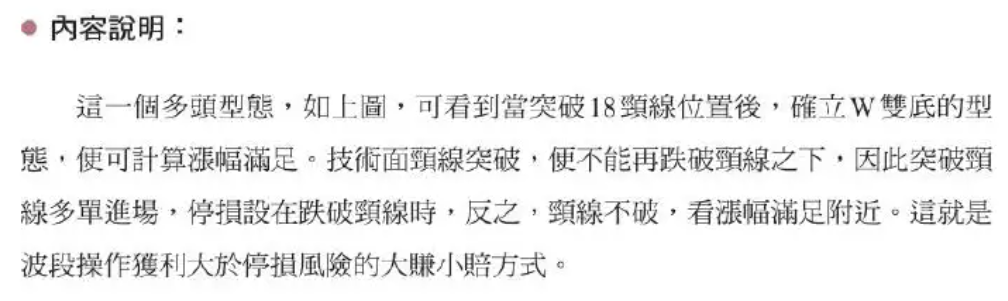 ● 內容說明：
這一個多頭型態，如上圖，可看到當突破18頸線位置後，確立W雙底的型
態，便可計算漲幅滿足。技術面頸線突破，便不能再跌破頸線之下，因此突破頸
線多單進場，停損設在跌破頸線時，反之，頸線不破，看漲幅滿足附近。這就是
波段操作獲利大於停損風險的大賺小賠方式。